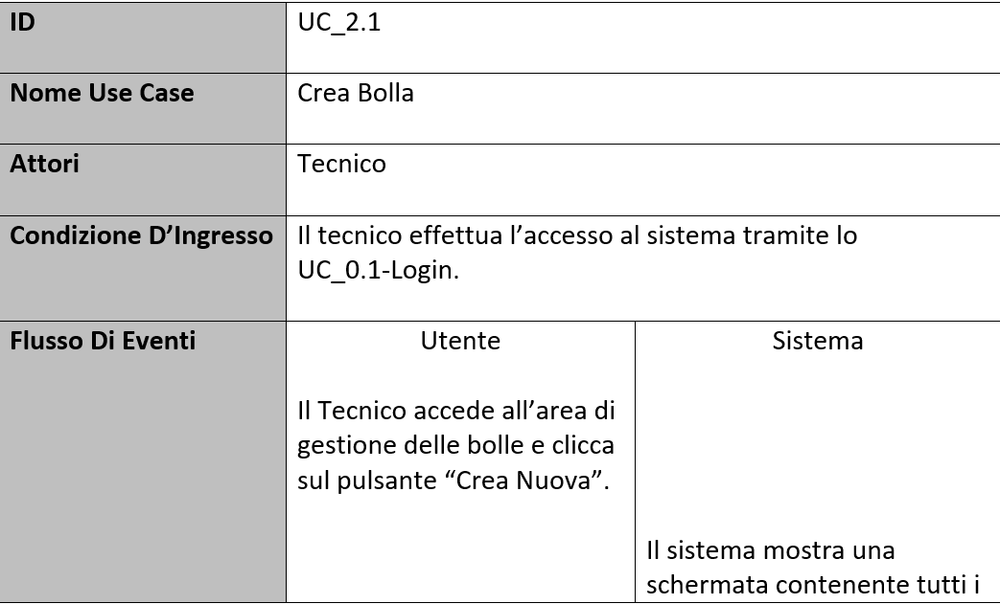 ID
UC_2.1
Nome Use Case
Crea Bolla
Attori
Tecnico
Condizione D’Ingresso
Il tecnico effettua l’accesso al sistema tramite lo
UC_0.1-Login.
Flusso Di Eventi
Utente
Il Tecnico accede all’area di
gestione delle bolle e clicca
sul pulsante “Crea Nuova”.
Sistema
Il sistema mostra una
schermata contenente tutti i